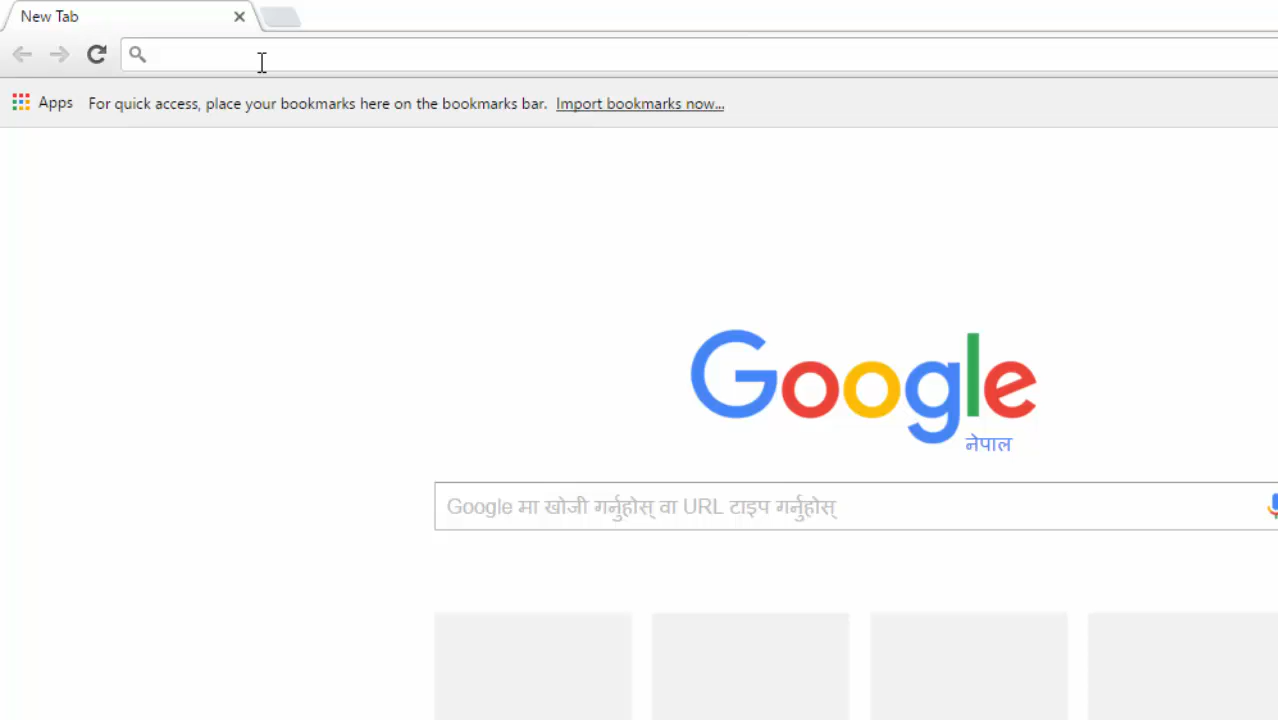 New Tab
Apps For quick access, place your bookmarks here on the bookmarks bar. Import bookmarks now...
Google
नेपाल
Google मा खोजी गर्नुहोस् वा URL टाइप गर्नुहोस्